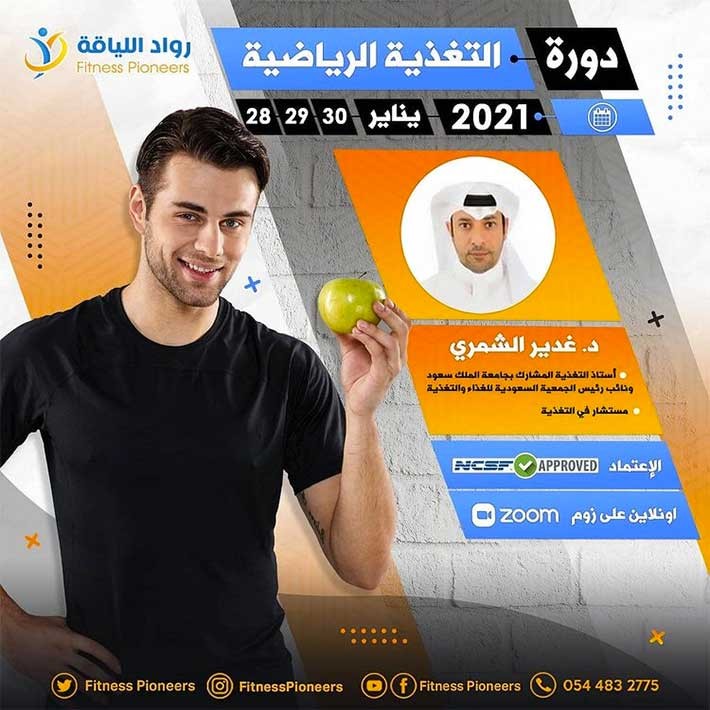 رواد اللياقة
Fitness Pioneers
دورة التغذية الرياضية
2021 يناير 30 29 28
د. غدير الشمري
• أستاذ التغذية المشارك بجامعة الملك سعود
ونائب رئيس الجمعية السعودية للغذاء والتغذية
• مستشار في التغذية
الإعتماد NCSF APPROVED
اونلاين على زوم zoom
Fitness Pioneers FitnessPioneers Fitness Pioneers 054 483 2775